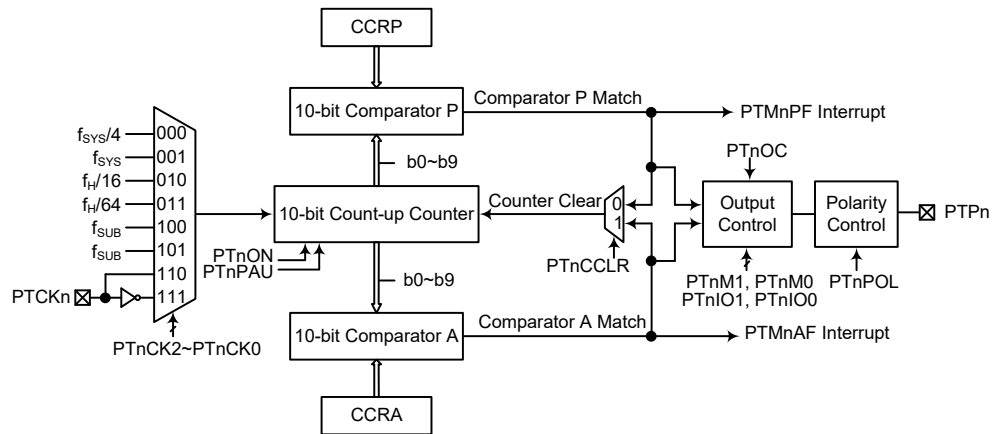 CCRP
10-bit Comparator P
Comparator P Match
PTMnPF Interrupt
fSYS/4
000
fSYS
001
fH/16
010
fH/64
011
fSUB
100
fSUB
101
110
111
PTCKn
PTnCK2~PTnCK0
b0~b9
10-bit Count-up Counter
PTnON
PTnPAU
b0~b9
Counter Clear
0
1
PTnCCLR
PTnOC
Output
Control
PTnM1, PTnM0
PTnIO1, PTnIO0
Polarity
Control
PTnPOL
PTPn
10-bit Comparator A
Comparator A Match
PTMnAF Interrupt
CCRA